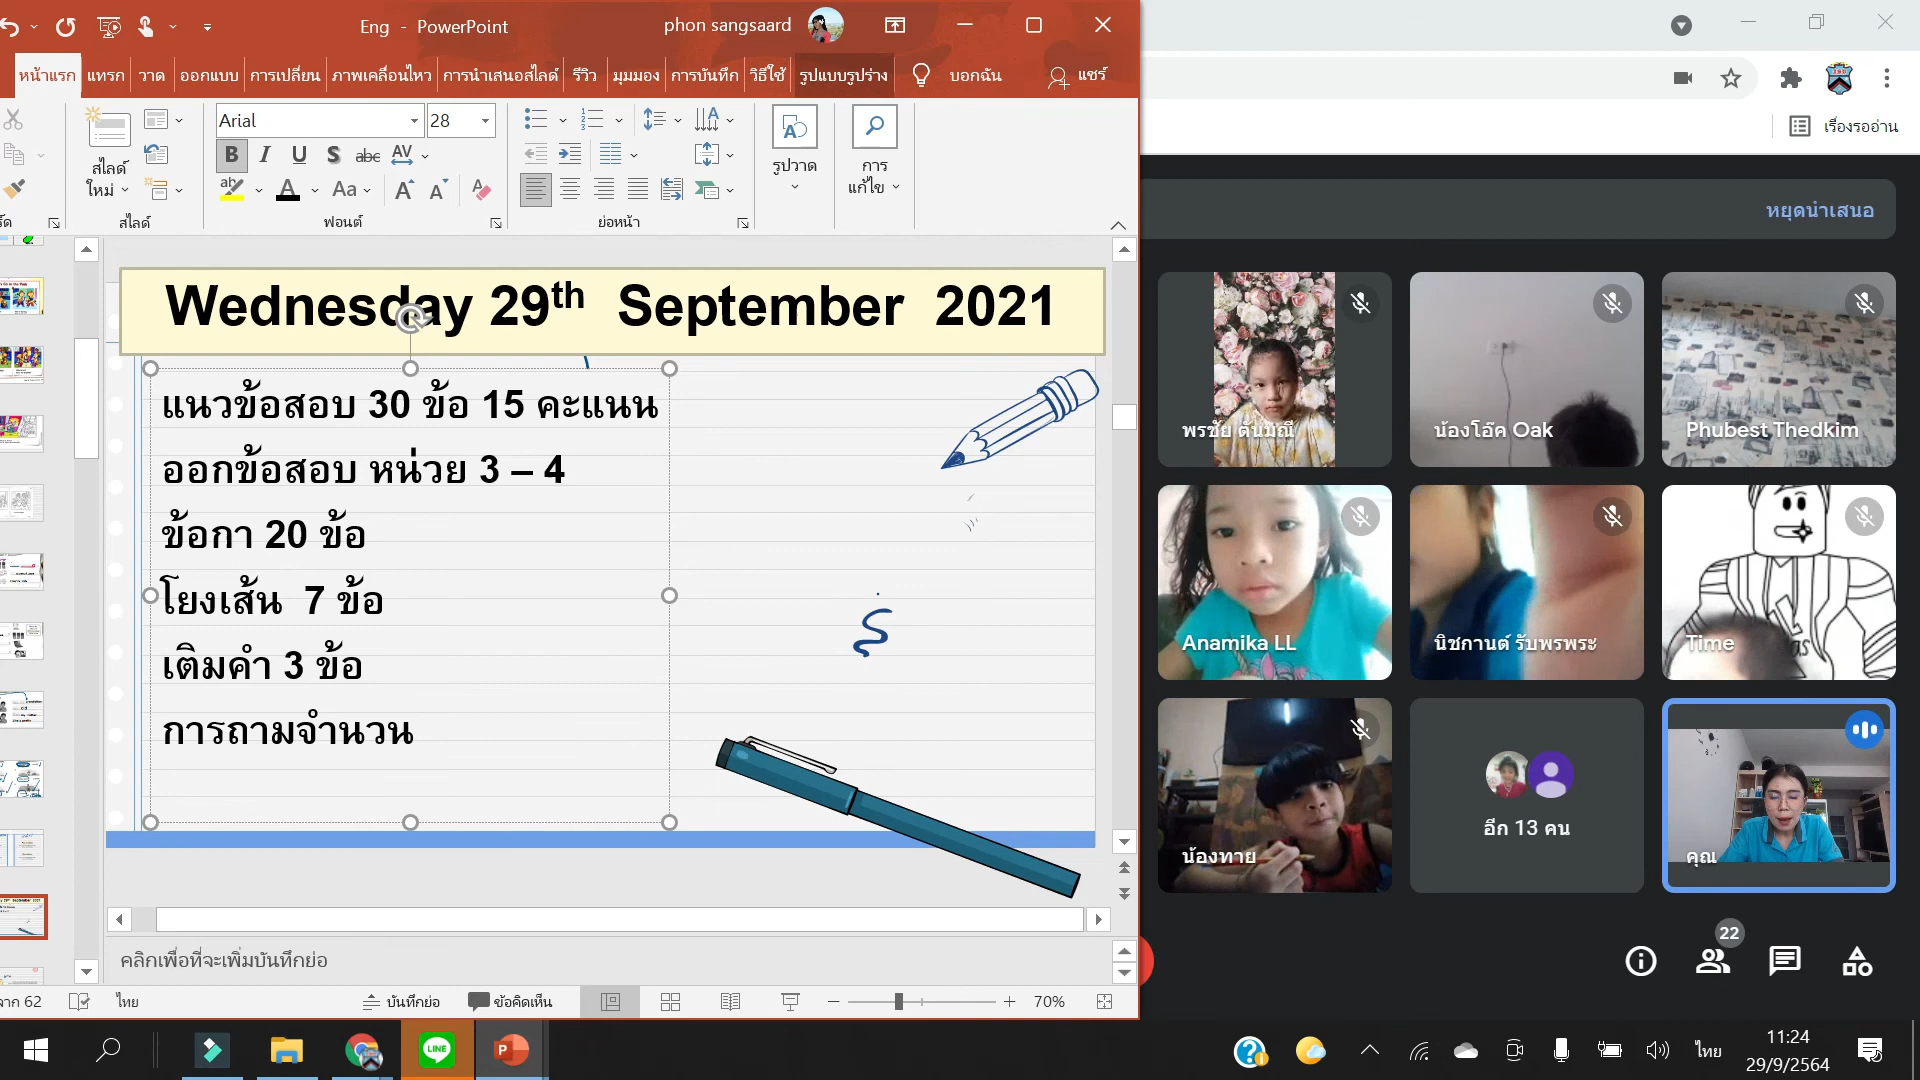 Eng - PowerPoint
phon sangsaard
หน้าแรก แทรก วาด ออกแบบ การเปลี่ยน ภาพเคลื่อนไหว การนำเสนอสไลด์ รีวิว มุมมอง การบันทึก วิธีใช้ รูปแบบรูปร่าง บอกฉัน แชร์
Arial 28
สไลด์
ใหม่
B I U S abc AV
A Aa A A
รูปวาด
การ
แก้ไข
สไลด์ ฟอนต์ ย่อหน้า
เรื่องรออ่าน
หยุดนำเสนอ
Wednesday 29th September 2021
แนวข้อสอบ 30 ข้อ 15 คะแนน
ออกข้อสอบ หน่วย 3 – 4
ข้อกา 20 ข้อ
โยงเส้น 7 ข้อ
เติมคำ 3 ข้อ
การถามจำนวน
พรชัย ตันมณี
น้องโอ๊ค Oak
Phubest Thedkim
Anamika LL
นิชกานต์ รับพรพระ
Time
น้องทาย
อีก 13 คน
คุณ
22
คลิกเพื่อที่จะเพิ่มบันทึกย่อ
จาก 62 ไทย บันทึกย่อ ข้อคิดเห็น 70%
LINE
ไทย
11:24
29/9/2564